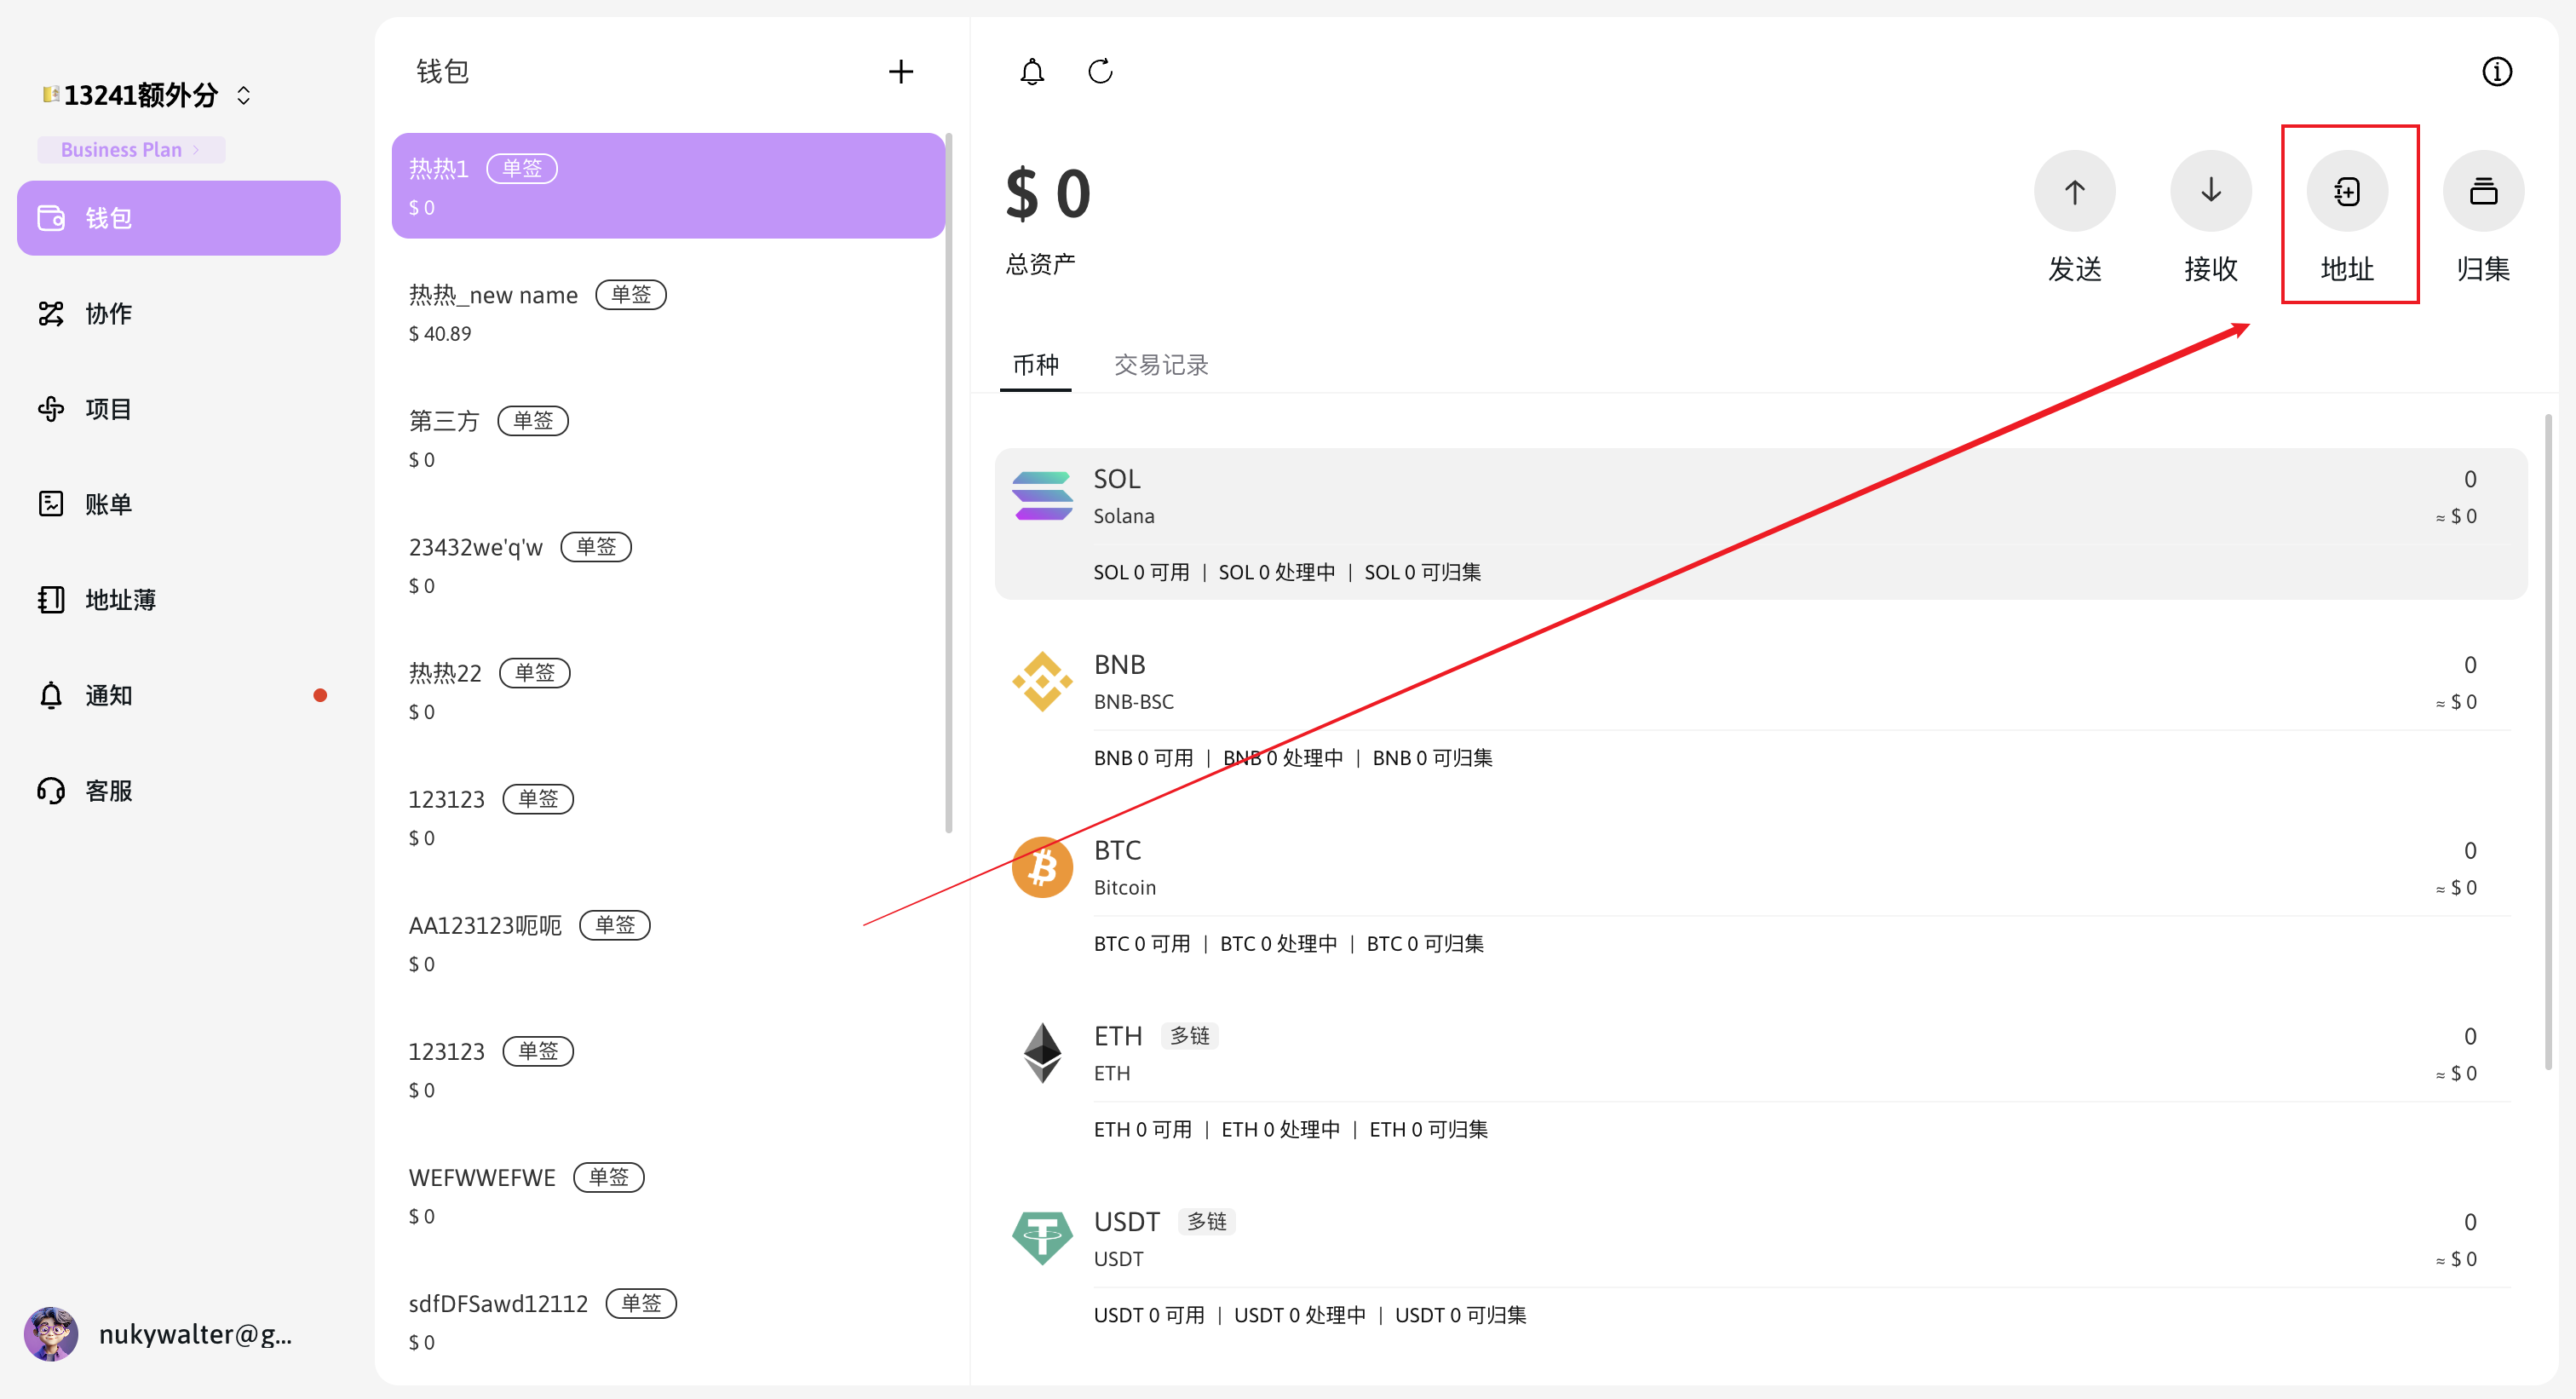 13241额外分
Business Plan
钱包
协作
项目
账单
地址薄
通知
客服
nukywalter@g...
钱包
热热1 单签
$ 0
热热_new name 单签
$ 40.89
第三方 单签
$ 0
23432we'q'w 单签
$ 0
热热22 单签
$ 0
123123 单签
$ 0
AA123123呃呃 单签
$ 0
123123 单签
$ 0
WEFWWEFWE 单签
$ 0
sdfDFSawd12112 单签
$ 0
$ 0
总资产
发送 接收 地址 归集
币种 交易记录
SOL 0
Solana ≈ $ 0
SOL 0 可用 | SOL 0 处理中 | SOL 0 可归集
BNB 0
BNB-BSC ≈ $ 0
BNB 0 可用 | BNB 0 处理中 | BNB 0 可归集
BTC 0
Bitcoin ≈ $ 0
BTC 0 可用 | BTC 0 处理中 | BTC 0 可归集
ETH 多链 0
ETH ≈ $ 0
ETH 0 可用 | ETH 0 处理中 | ETH 0 可归集
USDT 多链 0
USDT ≈ $ 0
USDT 0 可用 | USDT 0 处理中 | USDT 0 可归集